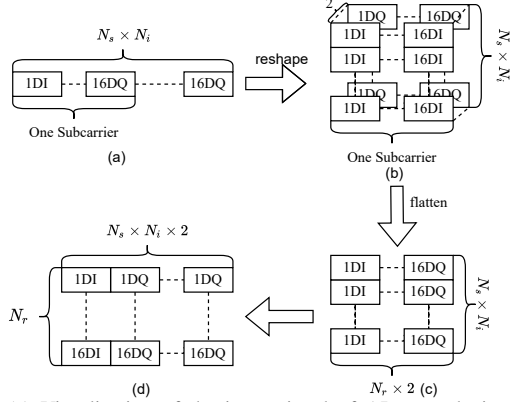 N_s × N_i
1DI 16DQ 16DQ
One Subcarrier
(a)
reshape
2
1DQ 16DQ
1DI 16DI
1DI 16DI
1DQ 16DQ
1DI 16DI
N_s × N_i
One Subcarrier
(b)
flatten
1DI 16DQ
1DI 16DQ
1DI 16DQ
N_s × N_i
N_r × 2 (c)
N_s × N_i × 2
1DI 1DQ 1DQ
N_r
16DI 16DQ 16DQ
(d)